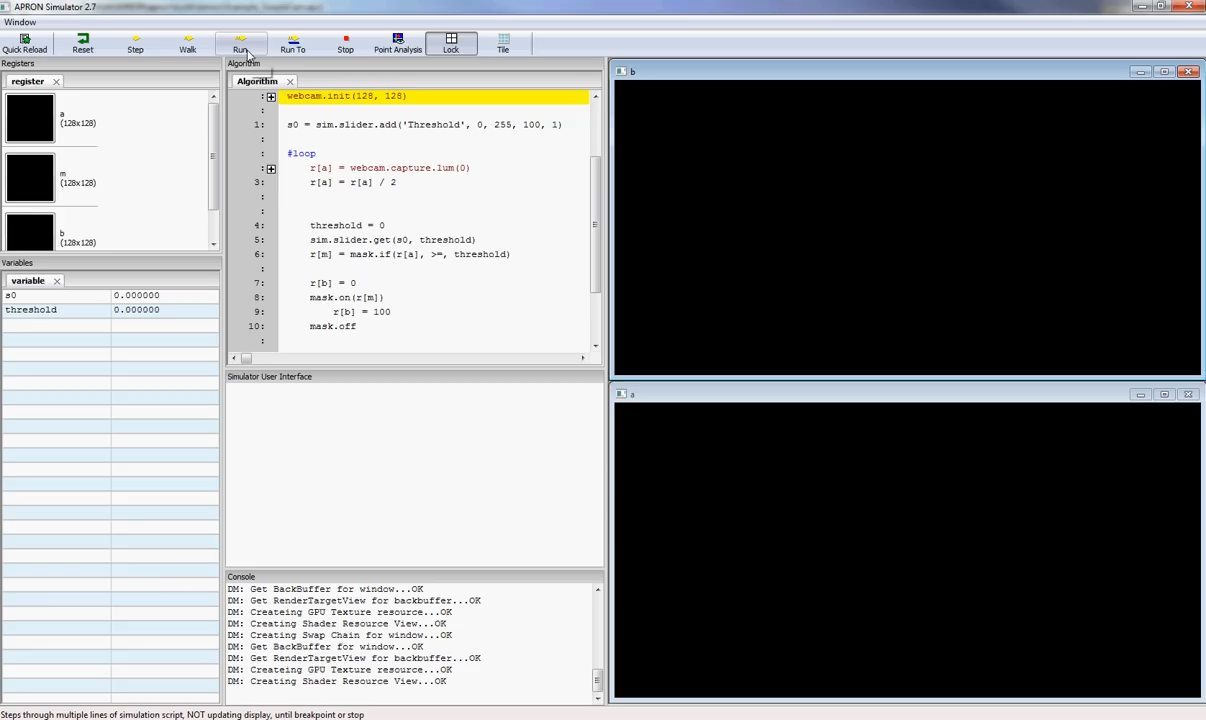 APRON Simulator 2.7
Window
Quick Reload
Reset
Step
Walk
Run
Run To
Stop
Point Analysis
Lock
Tile
Registers
register
a
(128x128)
m
(128x128)
b
(128x128)
Variables
variable
s0 0.000000
threshold 0.000000
Algorithm
Algorithm
: webcam.init(128, 128)
:
1: s0 = sim.slider.add('Threshold', 0, 255, 100, 1)
:
: #loop
: r[a] = webcam.capture.lum(0)
3: r[a] = r[a] / 2
:
:
4: threshold = 0
5: sim.slider.get(s0, threshold)
6: r[m] = mask.if(r[a], >=, threshold)
:
7: r[b] = 0
8: mask.on(r[m])
9: r[b] = 100
10: mask.off
:
Simulator User Interface
Console
DM: Get BackBuffer for window...OK
DM: Get RenderTargetView for backbuffer...OK
DM: Createing GPU Texture resource...OK
DM: Creating Shader Resource View...OK
DM: Creating Swap Chain for window...OK
DM: Get BackBuffer for window...OK
DM: Get RenderTargetView for backbuffer...OK
DM: Createing GPU Texture resource...OK
DM: Creating Shader Resource View...OK
b
a
Steps through multiple lines of simulation script, NOT updating display, until breakpoint or stop